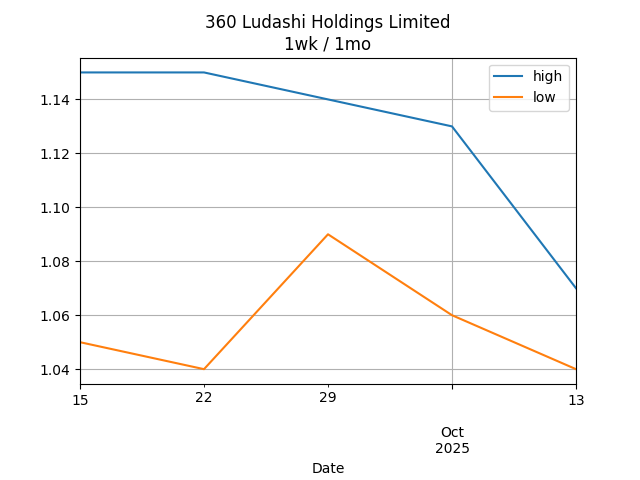 360 Ludashi Holdings Limited
1wk / 1mo
high
low
1.14
1.12
1.10
1.08
1.06
1.04
15
22
29
13
Oct
2025
Date